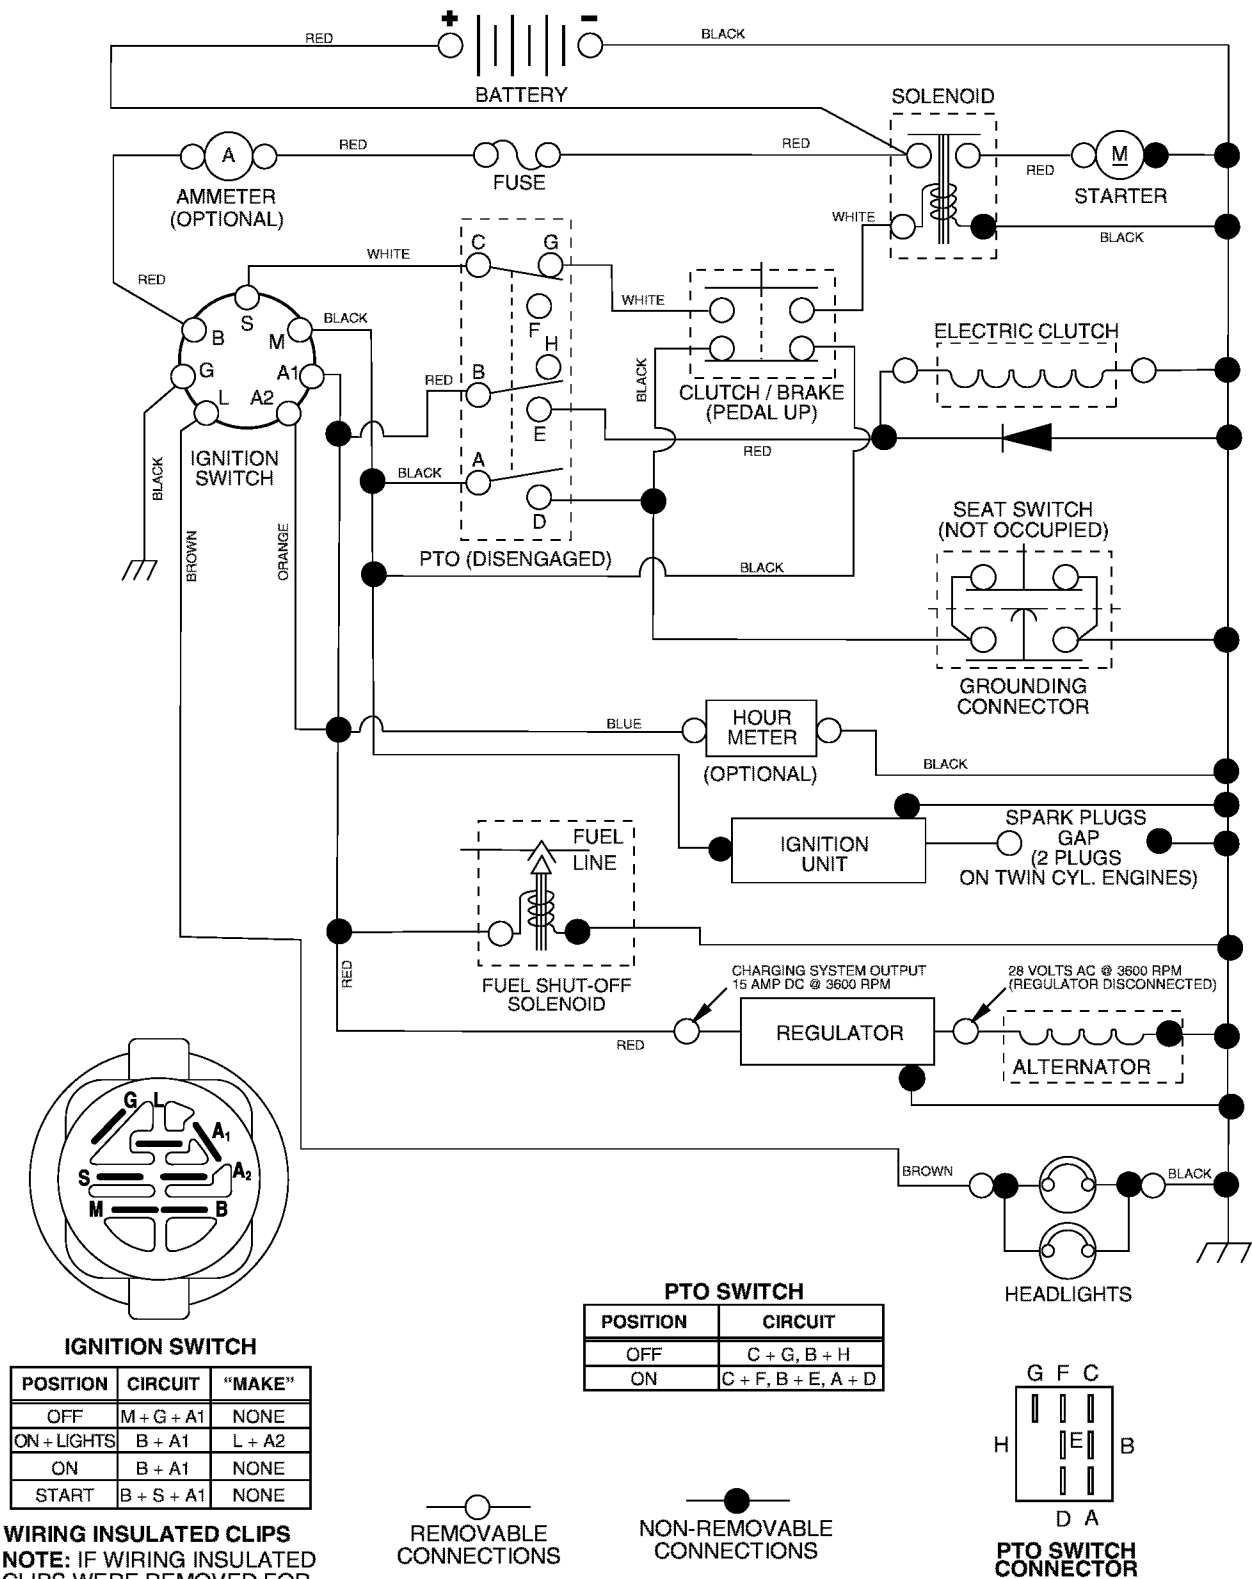 +
-
RED
BLACK
BATTERY
SOLENOID
A
RED
RED
M
FUSE
RED
AMMETER
(OPTIONAL)
STARTER
WHITE
BLACK
C
G
WHITE
RED
WHITE
F
S
B
M
BLACK
H
ELECTRIC CLUTCH
G
A1
B
RED
BLACK
CLUTCH / BRAKE
(PEDAL UP)
L
A2
E
IGNITION
SWITCH
RED
A
BLACK
BLACK
D
SEAT SWITCH
(NOT OCCUPIED)
BROWN
ORANGE
PTO (DISENGAGED)
BLACK
GROUNDING
CONNECTOR
BLUE
HOUR
METER
(OPTIONAL)
BLACK
SPARK PLUGS
GAP
(2 PLUGS
ON TWIN CYL. ENGINES)
FUEL
LINE
IGNITION
UNIT
RED
FUEL SHUT-OFF
SOLENOID
CHARGING SYSTEM OUTPUT
15 AMP DC @ 3600 RPM
28 VOLTS AC @ 3600 RPM
(REGULATOR DISCONNECTED)
RED
REGULATOR
ALTERNATOR
G
L
A1
S
A2
M
B
BROWN
BLACK
HEADLIGHTS
IGNITION SWITCH
POSITION CIRCUIT "MAKE"
OFF M + G + A1 NONE
ON + LIGHTS B + A1 L + A2
ON B + A1 NONE
START B + S + A1 NONE
PTO SWITCH
POSITION CIRCUIT
OFF C + G, B + H
ON C + F, B + E, A + D
G F C
H E B
D A
PTO SWITCH
CONNECTOR
REMOVABLE
CONNECTIONS
NON-REMOVABLE
CONNECTIONS
WIRING INSULATED CLIPS
NOTE: IF WIRING INSULATED
CLIPS WERE REMOVED FOR